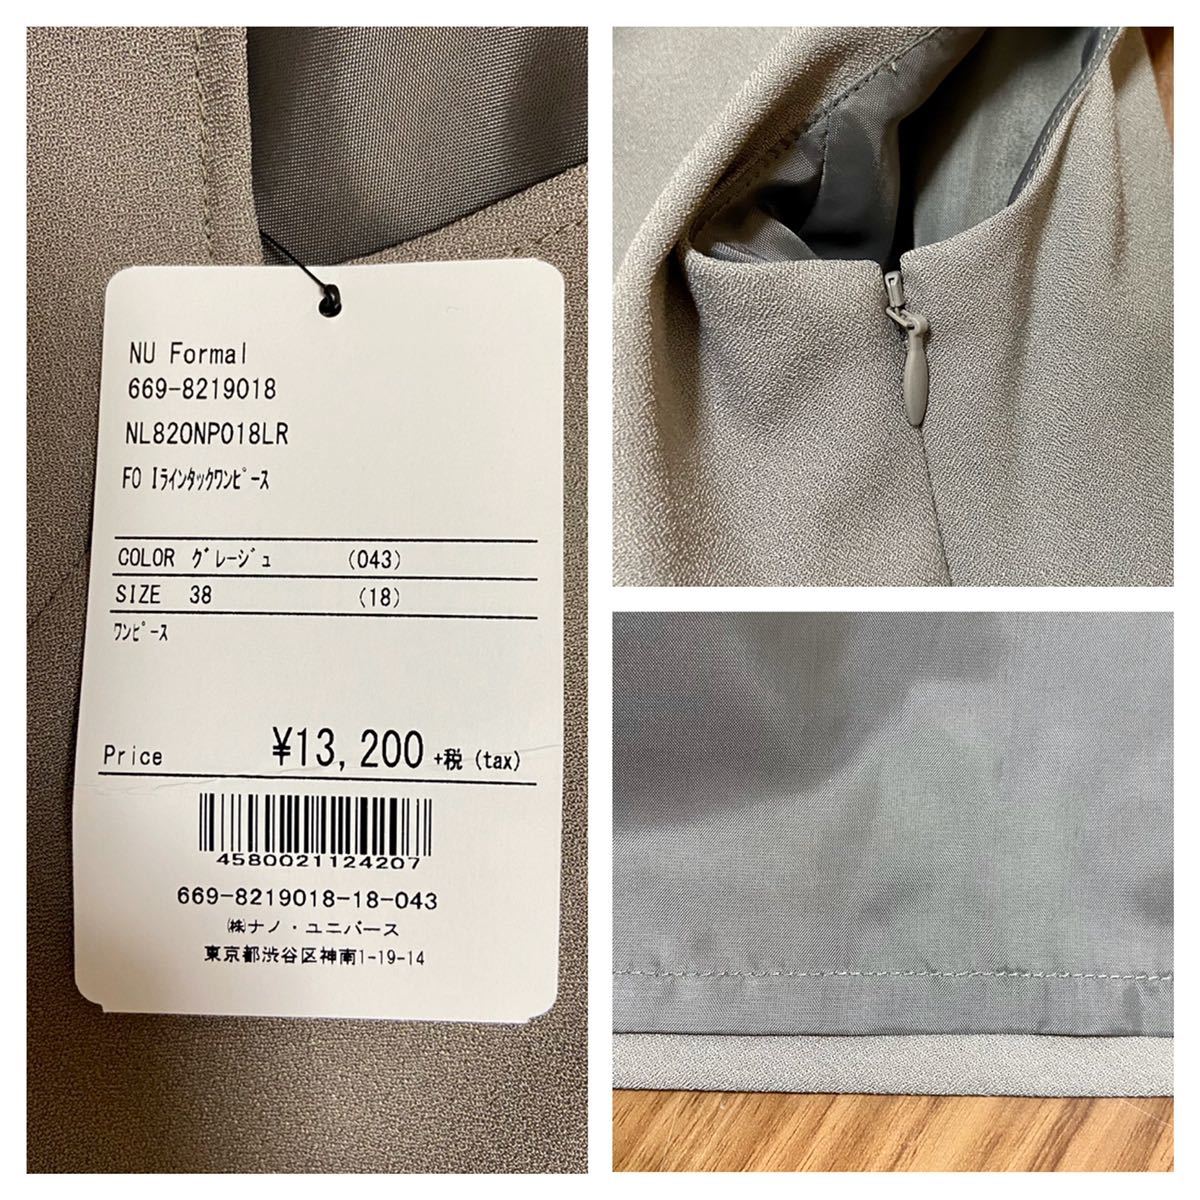 NU Formal
669-8219018
NL820NP018LR
FO Iﾗｲﾝﾀｯｸﾜﾝﾋﾟｰｽ
COLOR ｸﾞﾚｰｼﾞｭ (043)
SIZE 38 (18)
ﾜﾝﾋﾟｰｽ
Price ¥13,200 +税(tax)
4580021124207
669-8219018-18-043
㈱ナノ・ユニバース
東京都渋谷区神南1-19-14